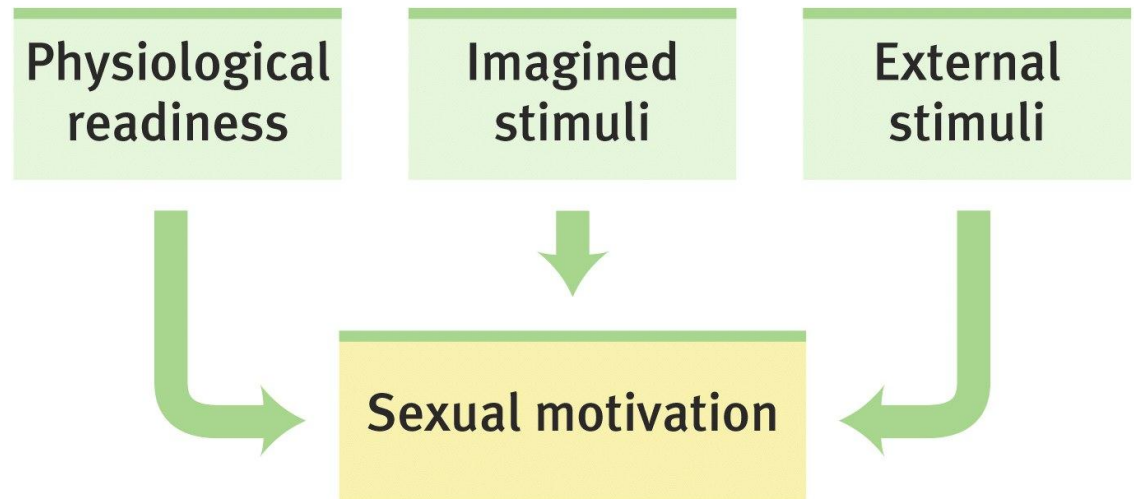 Physiological
readiness
Imagined
stimuli
External
stimuli
Sexual motivation